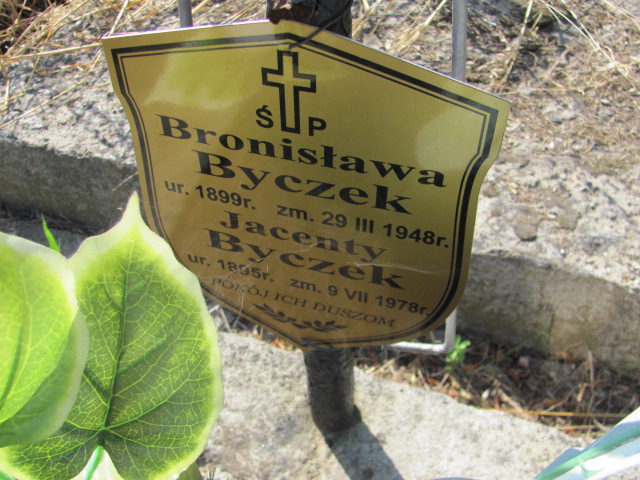 Ś P
Bronisława
Byczek
ur. 1899r. zm. 29 III 1948r.
Jacenty
Byczek
ur. 1895r. zm. 9 VII 1978r.
POKÓJ ICH DUSZOM